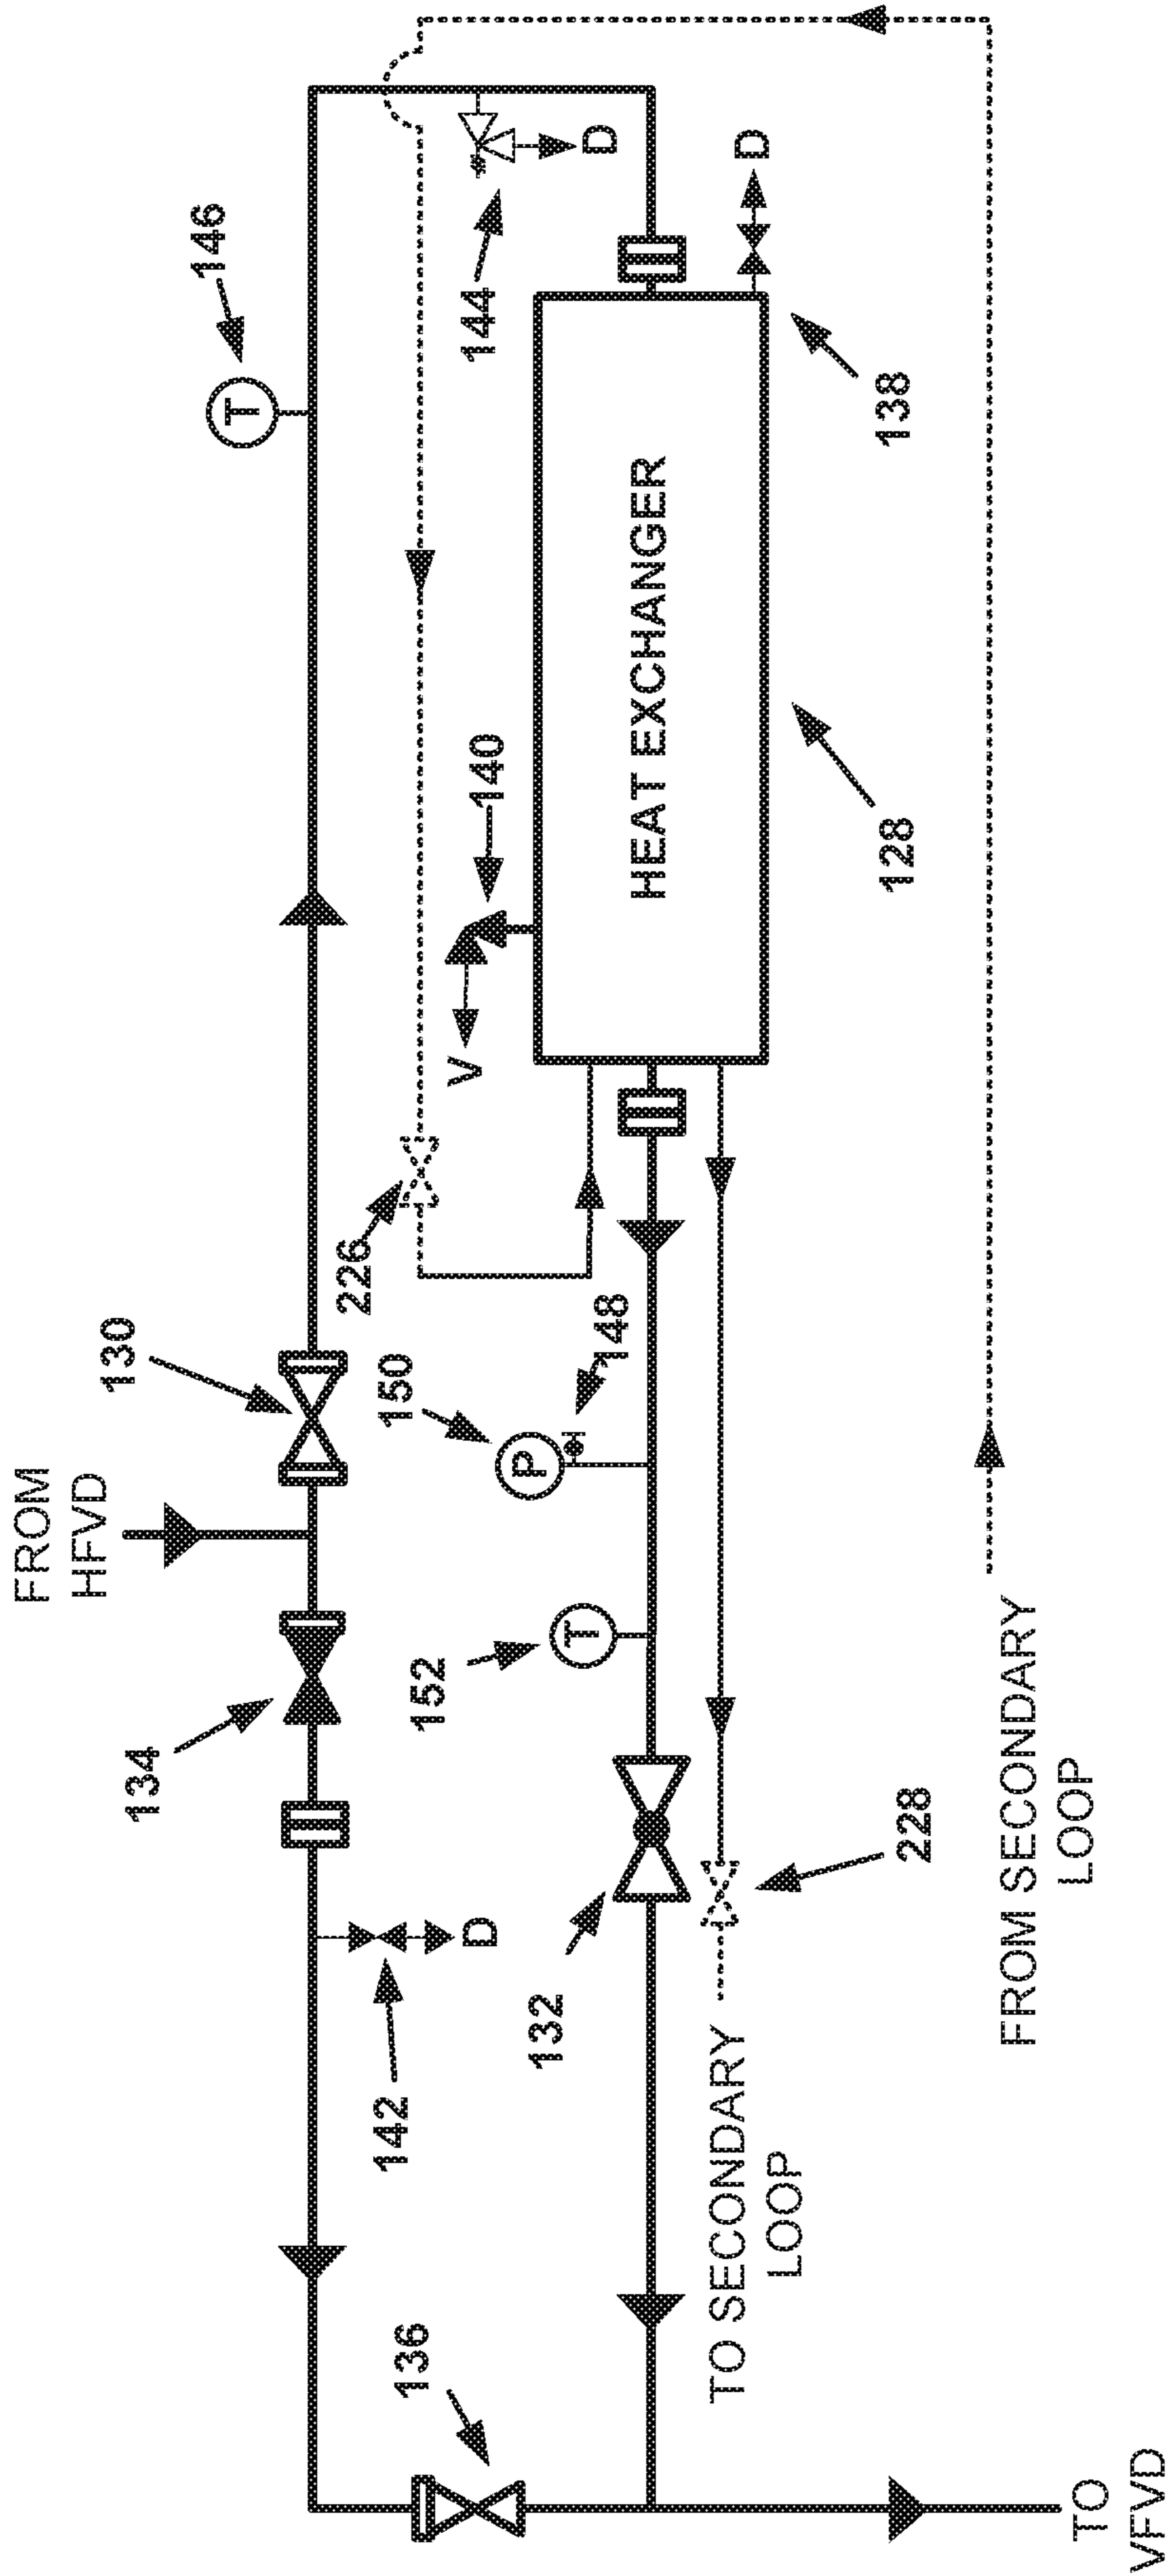 FROM
HFVD
130
134
146
T
226
142
150
136
152
V
144
D
140
P
132
T
D
148
HEAT EXCHANGER
TO SECONDARY
LOOP
D
138
128
228
FROM SECONDARY
LOOP
TO
VFVD